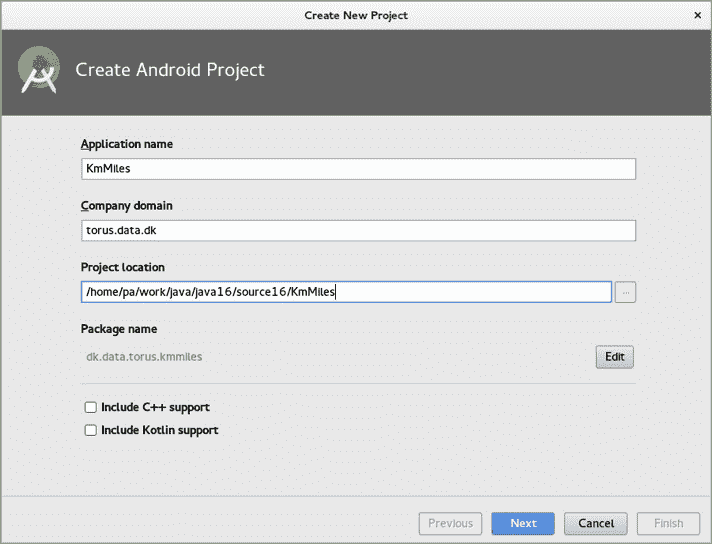 Create New Project
×
Create Android Project
Application name
KmMiles
Company domain
torus.data.dk
Project location
/home/pa/work/java/java16/source16/KmMiles
...
Package name
dk.data.torus.kmmiles
Edit
Include C++ support
Include Kotlin support
Previous Next Cancel Finish